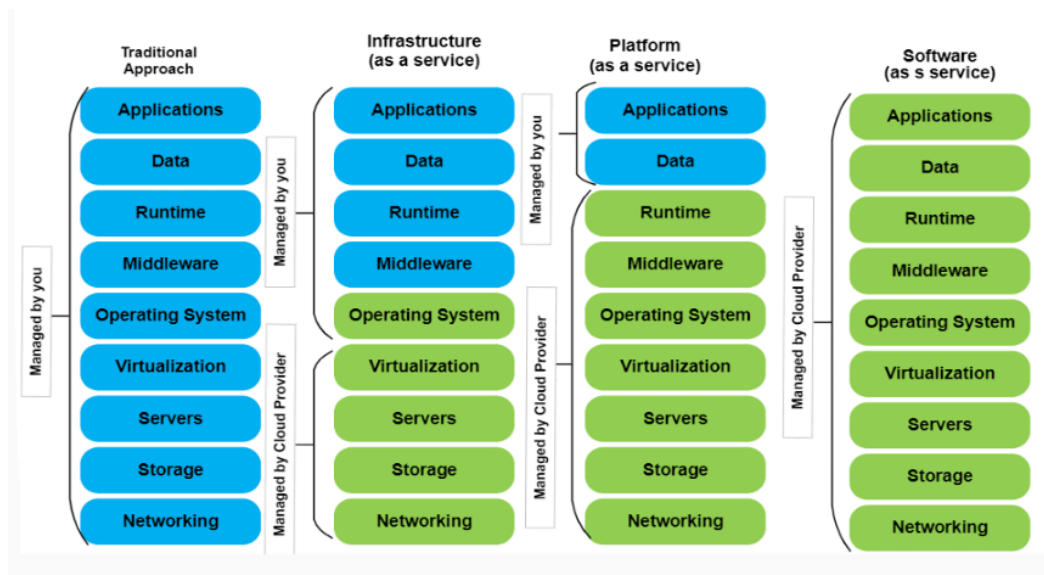 Traditional
Approach
Managed by you
Applications
Data
Runtime
Middleware
Operating System
Virtualization
Servers
Storage
Networking
Infrastructure
(as a service)
Managed by you
Managed by Cloud Provider
Applications
Data
Runtime
Middleware
Operating System
Virtualization
Servers
Storage
Networking
Platform
(as a service)
Managed by you
Managed by Cloud Provider
Applications
Data
Runtime
Middleware
Operating System
Virtualization
Servers
Storage
Networking
Software
(as s service)
Managed by Cloud Provider
Applications
Data
Runtime
Middleware
Operating System
Virtualization
Servers
Storage
Networking